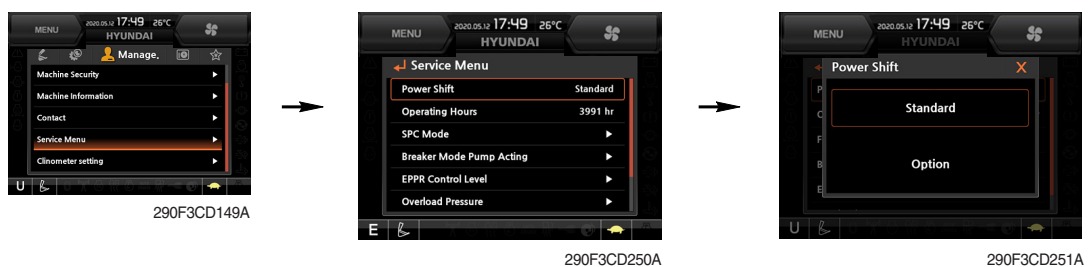 MENU
2020.05.12 17:49 26°C
HYUNDAI
Manage.
Machine Security
Machine Information
Contact
Service Menu
Clinometer setting
U
290F3CD149A
MENU
2020.05.12 17:49 26°C
HYUNDAI
Service Menu
Power Shift Standard
Operating Hours 3991 hr
SPC Mode
Breaker Mode Pump Acting
EPPR Control Level
Overload Pressure
E
290F3CD250A
MENU
2020.05.12 17:49 26°C
HYUNDAI
Power Shift X
P
Standard
C
F
Option
B
E
U
290F3CD251A